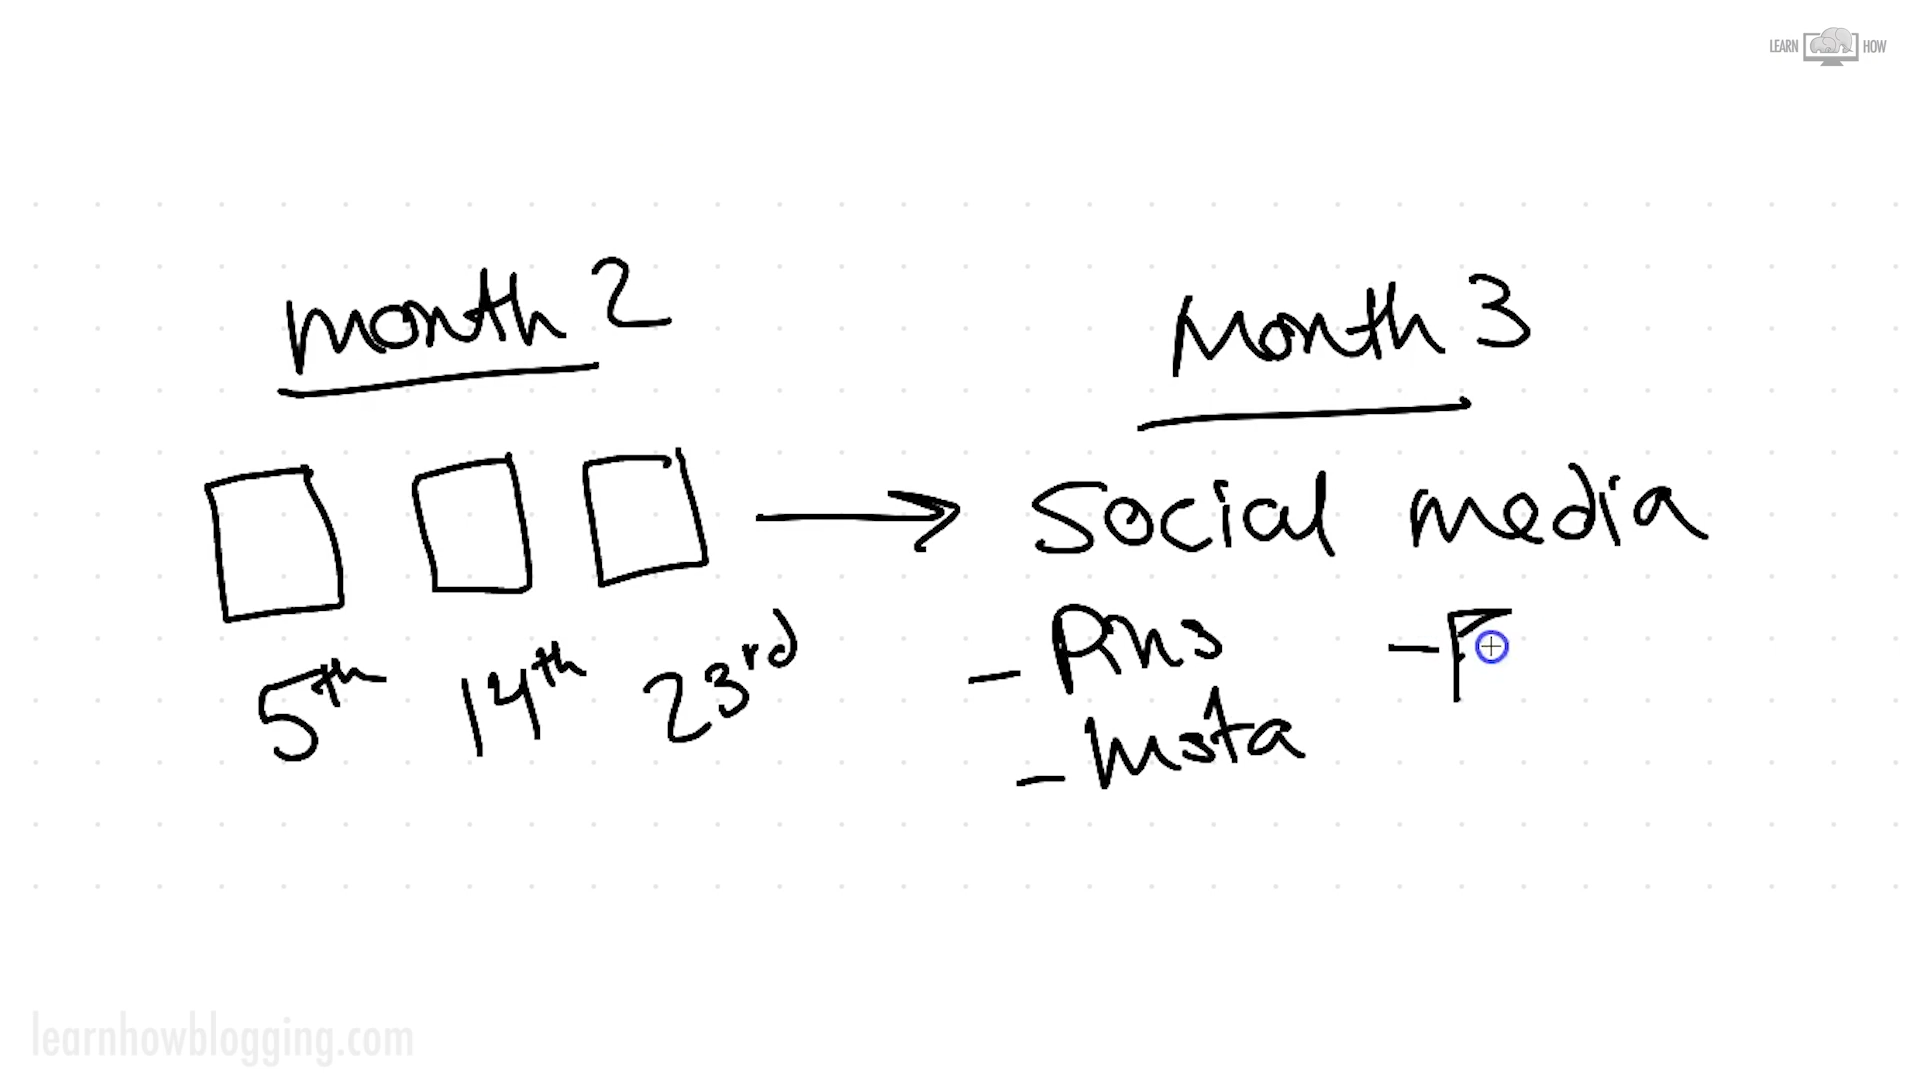 LEARN HOW
month 2
Month 3
Social media
- Pins
- Insta
- F
5th 14th 23rd
learnhowblogging.com